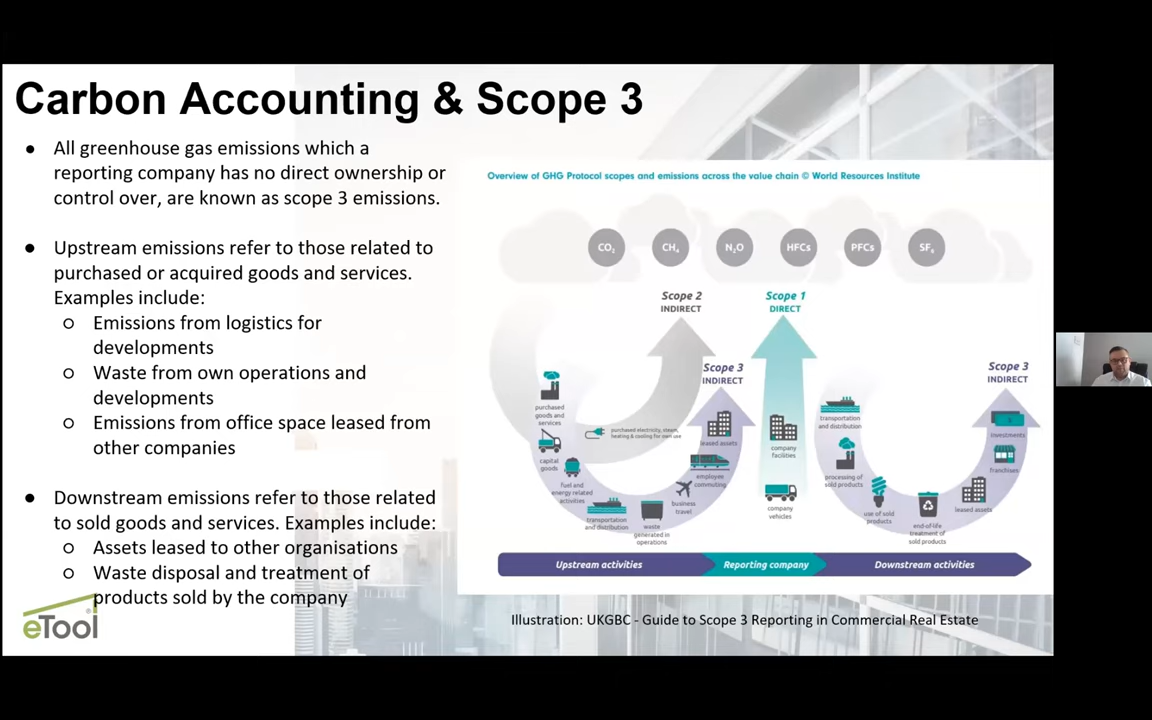 Carbon Accounting & Scope 3
● All greenhouse gas emissions which a
reporting company has no direct ownership or
control over, are known as scope 3 emissions.
● Upstream emissions refer to those related to
purchased or acquired goods and services.
Examples include:
○ Emissions from logistics for
developments
○ Waste from own operations and
developments
○ Emissions from office space leased from
other companies
● Downstream emissions refer to those related
to sold goods and services. Examples include:
○ Assets leased to other organisations
○ Waste disposal and treatment of
products sold by the company
eTool
Overview of GHG Protocol scopes and emissions across the value chain © World Resources Institute
CO₂ CH₄ N₂O HFCs PFCs SF₆
Scope 2
INDIRECT
Scope 1
DIRECT
Scope 3
INDIRECT
Scope 3
INDIRECT
purchased
goods and
services
capital
goods
fuel and
energy related
activities
transportation
and distribution
waste
generated in
operations
business
travel
employee
commuting
leased assets
purchased electricity, steam,
heating & cooling for own use
company
facilities
company
vehicles
transportation
and distribution
processing of
sold products
use of sold
products
end-of-life
treatment of
sold products
leased assets
franchises
investments
Upstream activities
Reporting company
Downstream activities
Illustration: UKGBC - Guide to Scope 3 Reporting in Commercial Real Estate